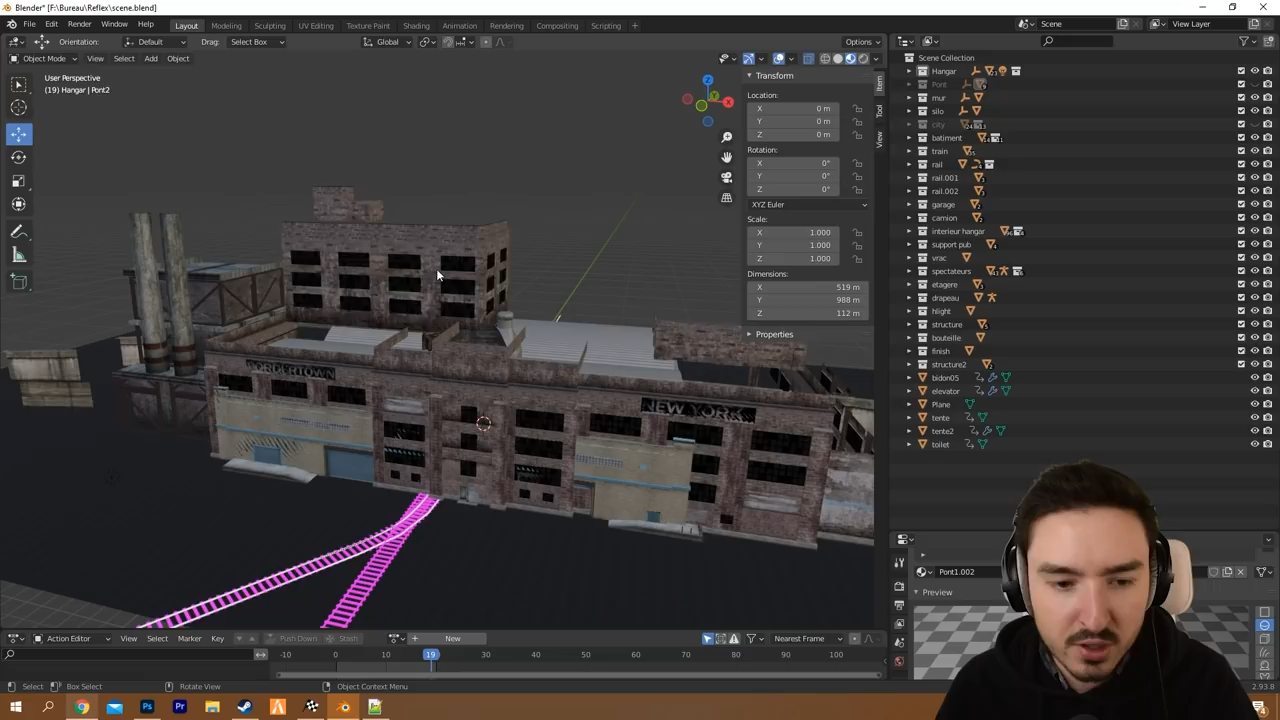 Blender* [F:\Bureau\Reflex\scene.blend]
File Edit Render Window Help Layout Modeling Sculpting UV Editing Texture Paint Shading Animation Rendering Compositing Scripting + Scene View Layer
Orientation: Default Drag: Select Box Global Options
Object Mode View Select Add Object
User Perspective
(19) Hangar | Pont2
Z
Y
X
Transform
Location:
X 0 m
Y 0 m
Z 0 m
Rotation:
X 0°
Y 0°
Z 0°
XYZ Euler
Scale:
X 1.000
Y 1.000
Z 1.000
Dimensions:
X 519 m
Y 988 m
Z 112 m
Properties
Item
Tool
View
Scene Collection
Hangar
Pont
mur
silo
city
batiment
train
rail
rail.001
rail.002
garage
camion
interieur hangar
support pub
vrac
spectateurs
etagere
drapeau
hlight
structure
bouteille
finish
structure2
bidon05
elevator
Plane
tente
tente2
toilet
BORDERTOWN
NEW YORK
Pont1.002
Preview
Action Editor View Select Marker Key Push Down Stash + New Nearest Frame
-10 0 10 19 30 40 50 60 70 80 90 100
Select Box Select Rotate View Object Context Menu 2.93.8